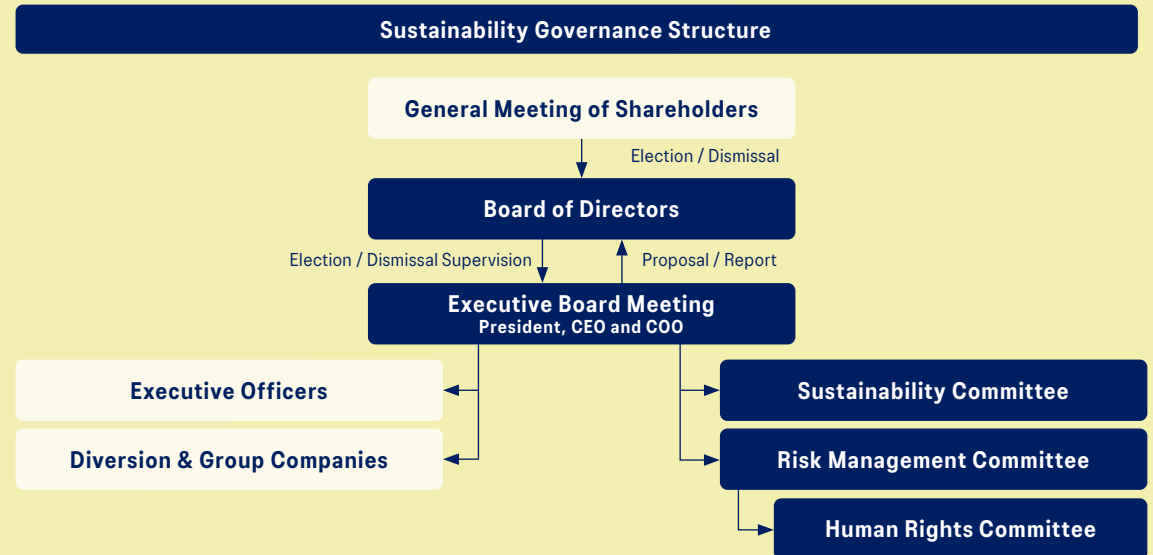 Sustainability Governance Structure
General Meeting of Shareholders
Election / Dismissal
Board of Directors
Election / Dismissal Supervision
Proposal / Report
Executive Board Meeting
President, CEO and COO
Executive Officers
Sustainability Committee
Diversion & Group Companies
Risk Management Committee
Human Rights Committee